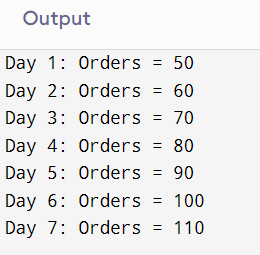 Output
Day 1: Orders = 50
Day 2: Orders = 60
Day 3: Orders = 70
Day 4: Orders = 80
Day 5: Orders = 90
Day 6: Orders = 100
Day 7: Orders = 110